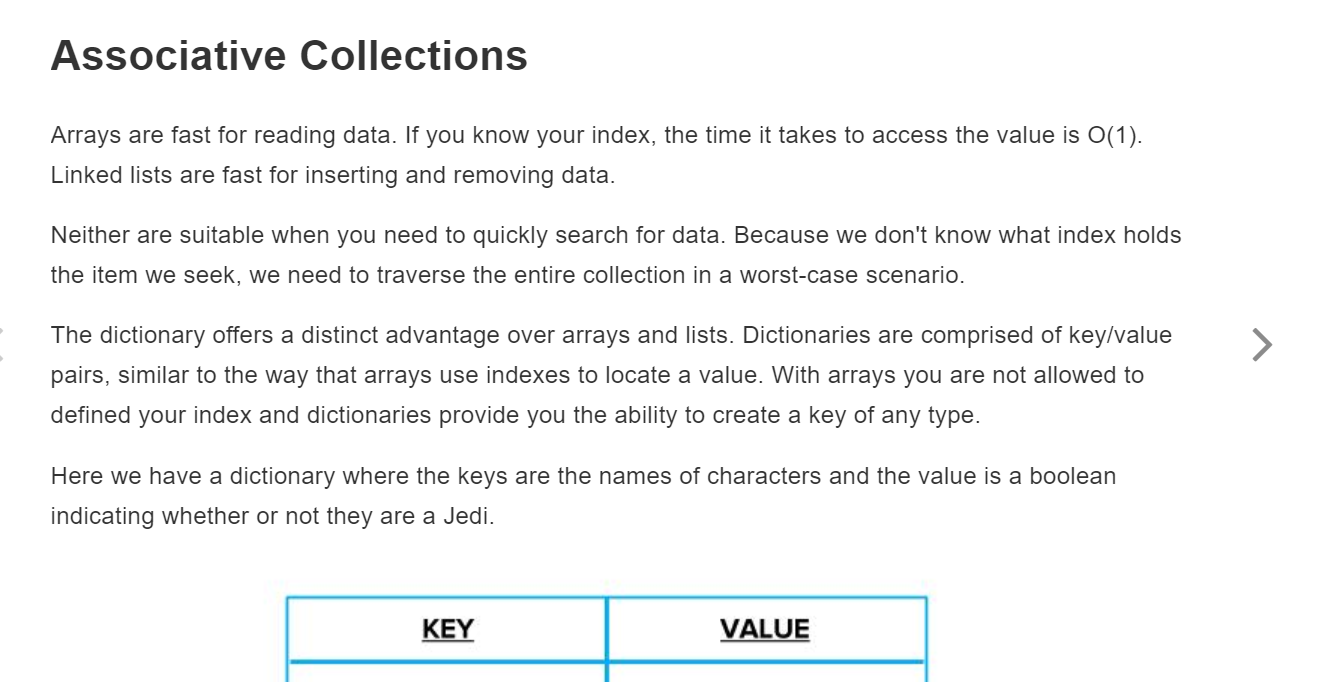 Associative Collections
Arrays are fast for reading data. If you know your index, the time it takes to access the value is O(1).
Linked lists are fast for inserting and removing data.
Neither are suitable when you need to quickly search for data. Because we don't know what index holds
the item we seek, we need to traverse the entire collection in a worst-case scenario.
The dictionary offers a distinct advantage over arrays and lists. Dictionaries are comprised of key/value
pairs, similar to the way that arrays use indexes to locate a value. With arrays you are not allowed to
defined your index and dictionaries provide you the ability to create a key of any type.
Here we have a dictionary where the keys are the names of characters and the value is a boolean
indicating whether or not they are a Jedi.
KEY VALUE